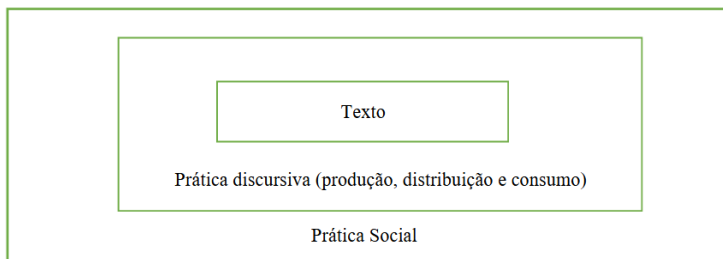 Texto
Prática discursiva (produção, distribuição e consumo)
Prática Social